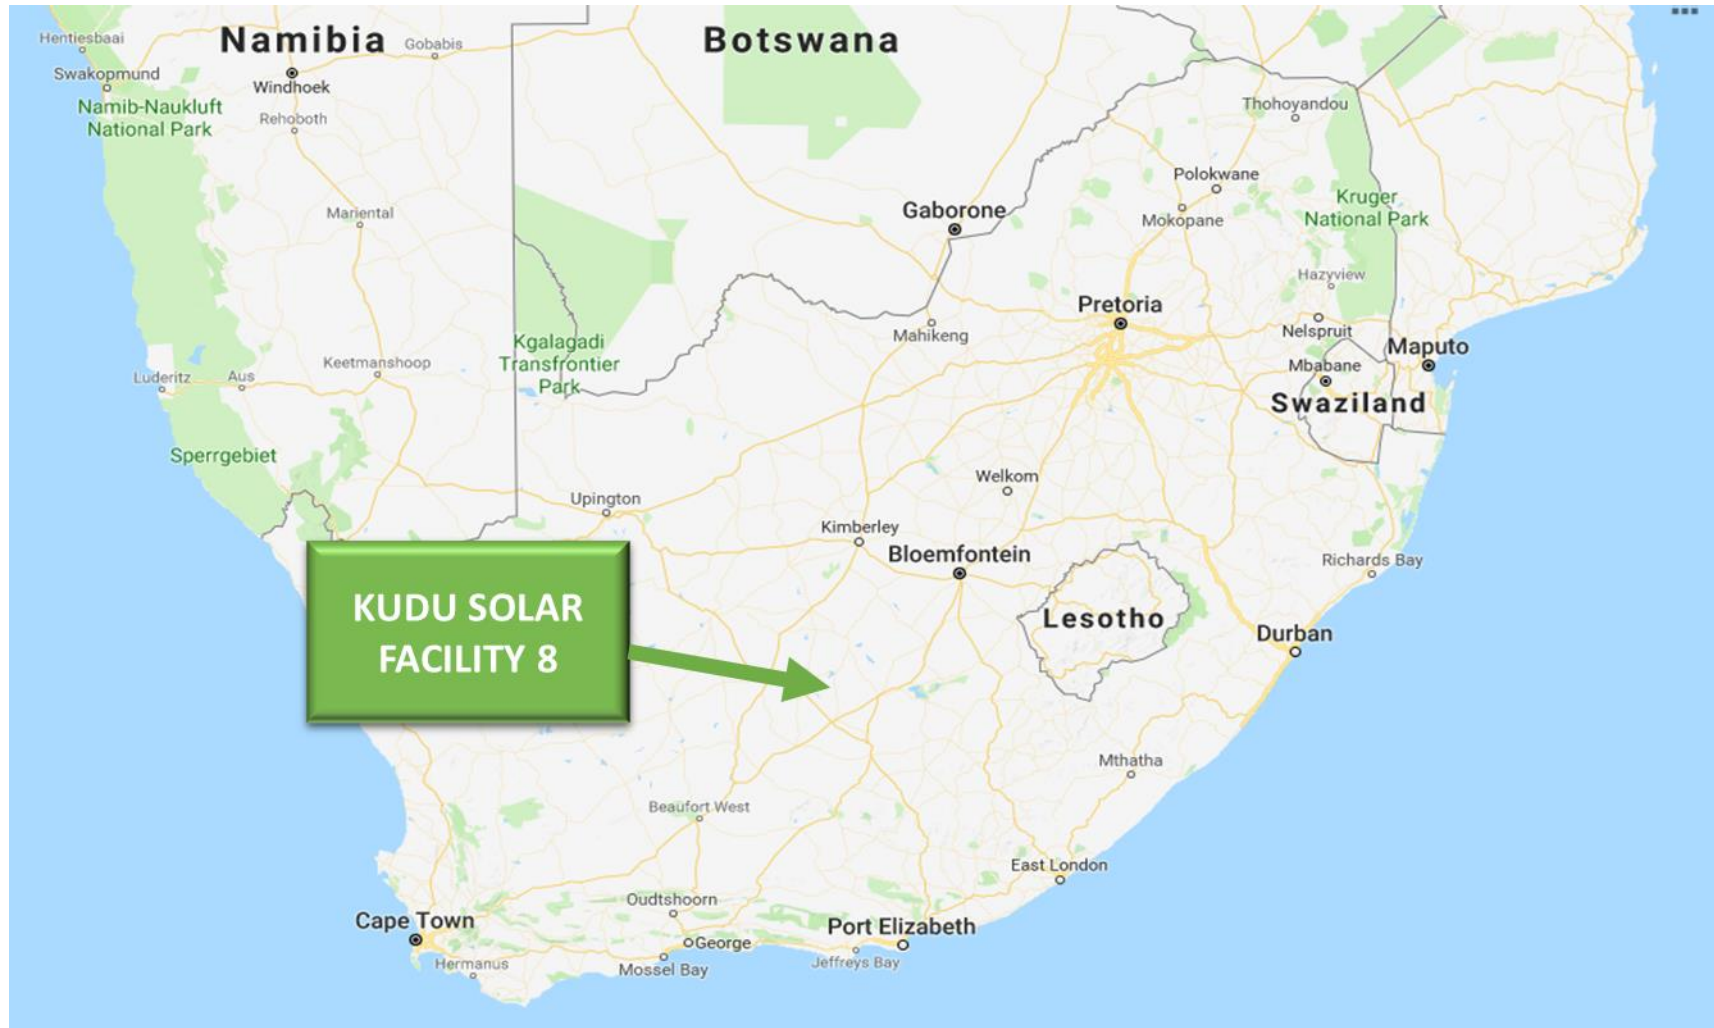 Hentiesbaai
Namibia
Gobabis
Botswana
Swakopmund
Windhoek
Namib-Naukluft
National Park
Rehoboth
Thohoyandou
Polokwane
Mokopane
Kruger
National Park
Mariental
Gaborone
Hazyview
Pretoria
Nelspruit
Mahikeng
Kgalagadi
Transfrontier
Park
Maputo
Mbabane
Swaziland
Keetmanshoop
Luderitz
Aus
Sperrgebiet
Welkom
Upington
Kimberley
Bloemfontein
Richards Bay
KUDU SOLAR
FACILITY 8
Lesotho
Durban
Mthatha
Beaufort West
East London
Oudtshoorn
Cape Town
Port Elizabeth
George
Hermanus
Mossel Bay
Jeffreys Bay